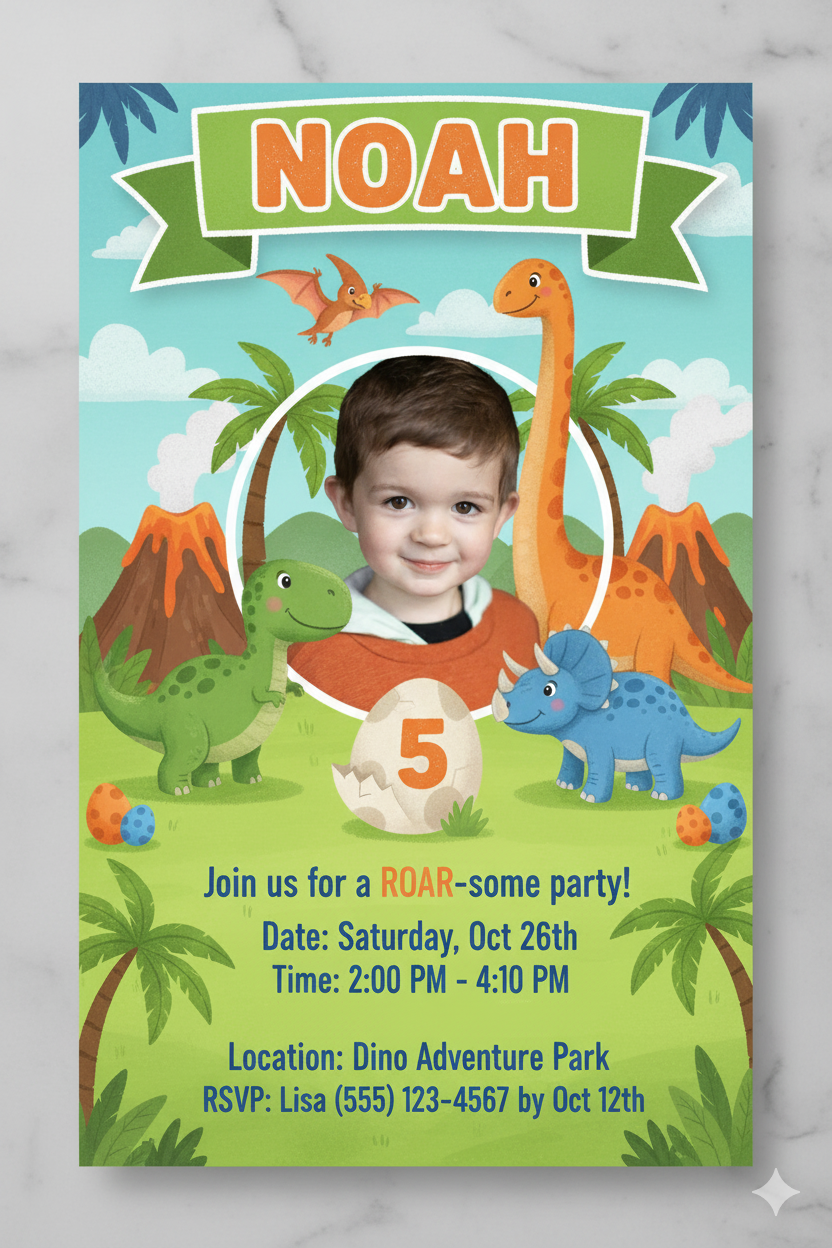 NOAH
5
Join us for a ROAR-some party!
Date: Saturday, Oct 26th
Time: 2:00 PM - 4:10 PM
Location: Dino Adventure Park
RSVP: Lisa (555) 123-4567 by Oct 12th